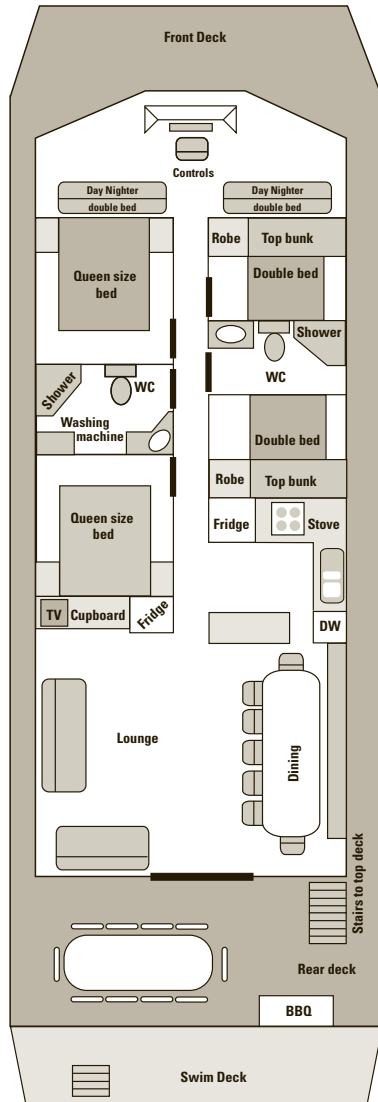 Front Deck
Controls
Day Nighter
double bed
Day Nighter
double bed
Queen size
bed
Robe
Top bunk
Double bed
Shower
WC
Washing
machine
Shower
WC
Double bed
Robe
Top bunk
Queen size
bed
Fridge
Stove
TV
Cupboard
Fridge
DW
Lounge
Dining
Stairs to top deck
Rear deck
BBQ
Swim Deck